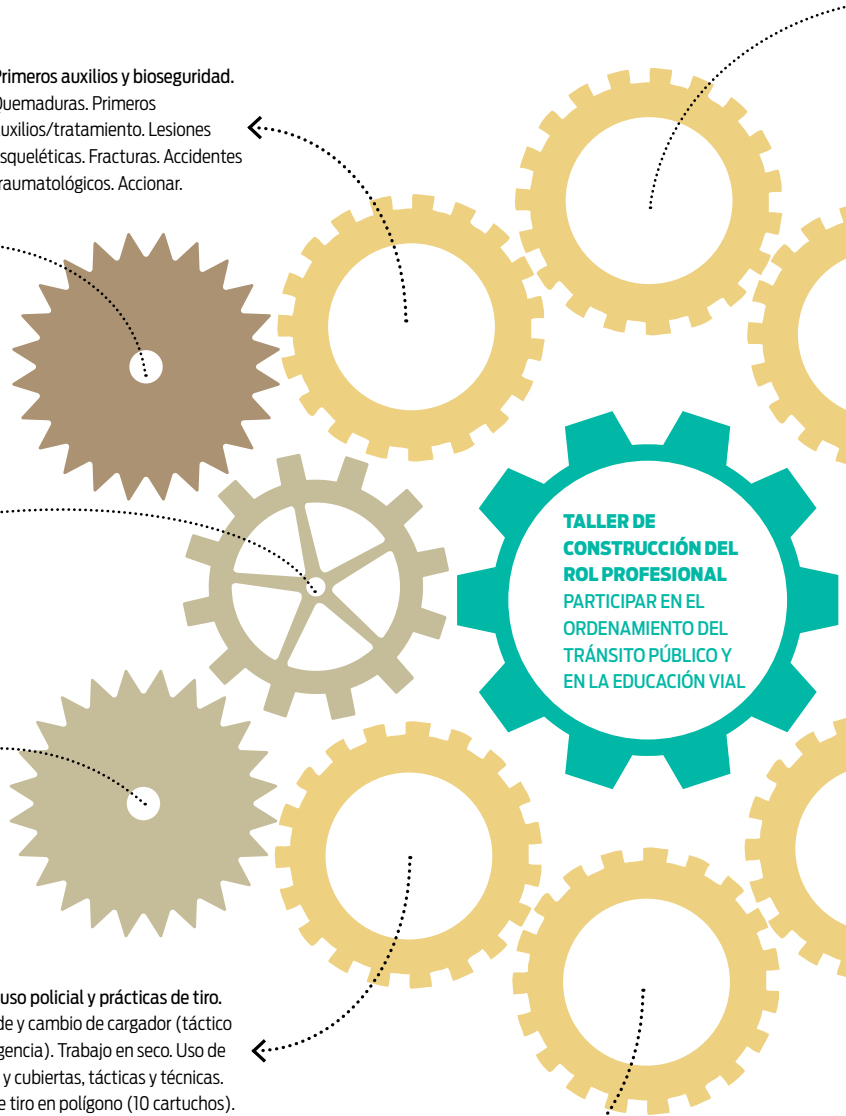 Primeros auxilios y bioseguridad.
Quemaduras. Primeros
auxilios/tratamiento. Lesiones
esqueléticas. Fracturas. Accidentes
traumatológicos. Accionar.
TALLER DE
CONSTRUCCIÓN DEL
ROL PROFESIONAL
PARTICIPAR EN EL
ORDENAMIENTO DEL
TRÁNSITO PÚBLICO Y
EN LA EDUCACIÓN VIAL
uso policial y prácticas de tiro.
y cambio de cargador (táctico
Trabajo en seco. Uso de
y cubiertas, tácticas y técnicas.
tiro en polígono (10 cartuchos).